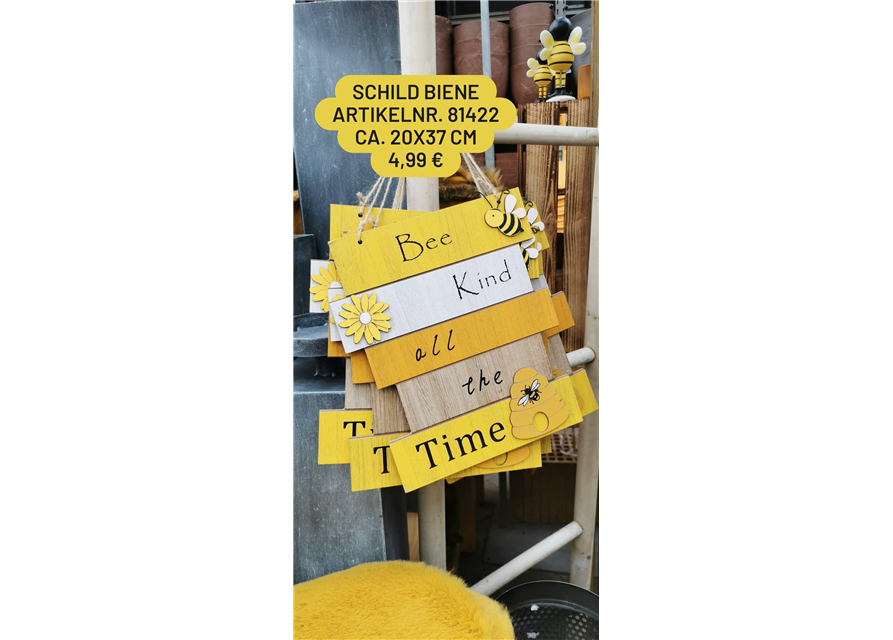 SCHILD BIENE
ARTIKELNR. 81422
CA. 20X37 CM
4,99 €
Bee
Kind
all
the
Time
T
T